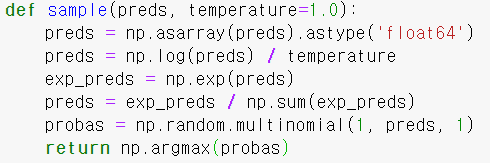 def sample(preds, temperature=1.0):
    preds = np.asarray(preds).astype('float64')
    preds = np.log(preds) / temperature
    exp_preds = np.exp(preds)
    preds = exp_preds / np.sum(exp_preds)
    probas = np.random.multinomial(1, preds, 1)
    return np.argmax(probas)